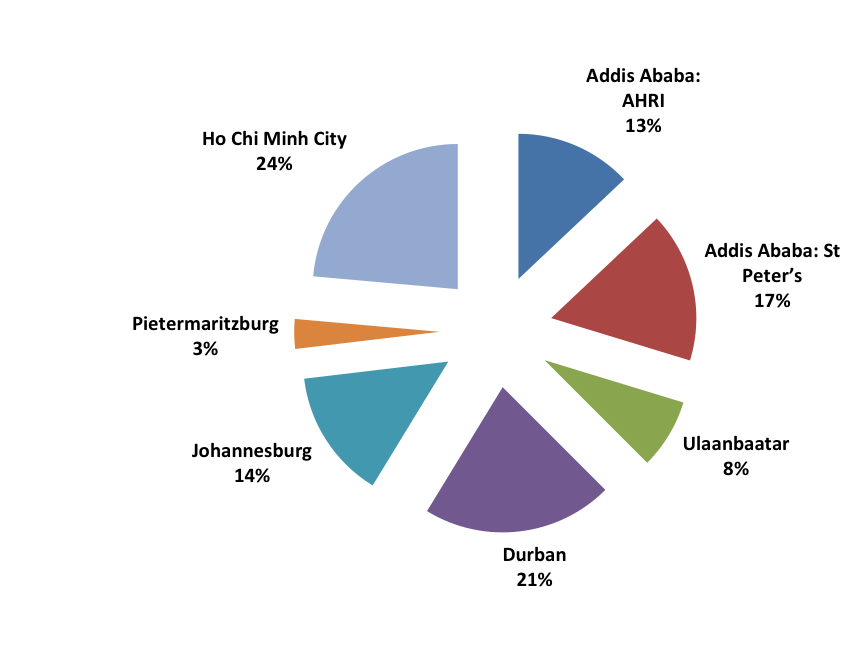 Addis Ababa:
AHRI
13%
Addis Ababa: St
Peter’s
17%
Ulaanbaatar
8%
Durban
21%
Johannesburg
14%
Pietermaritzburg
3%
Ho Chi Minh City
24%